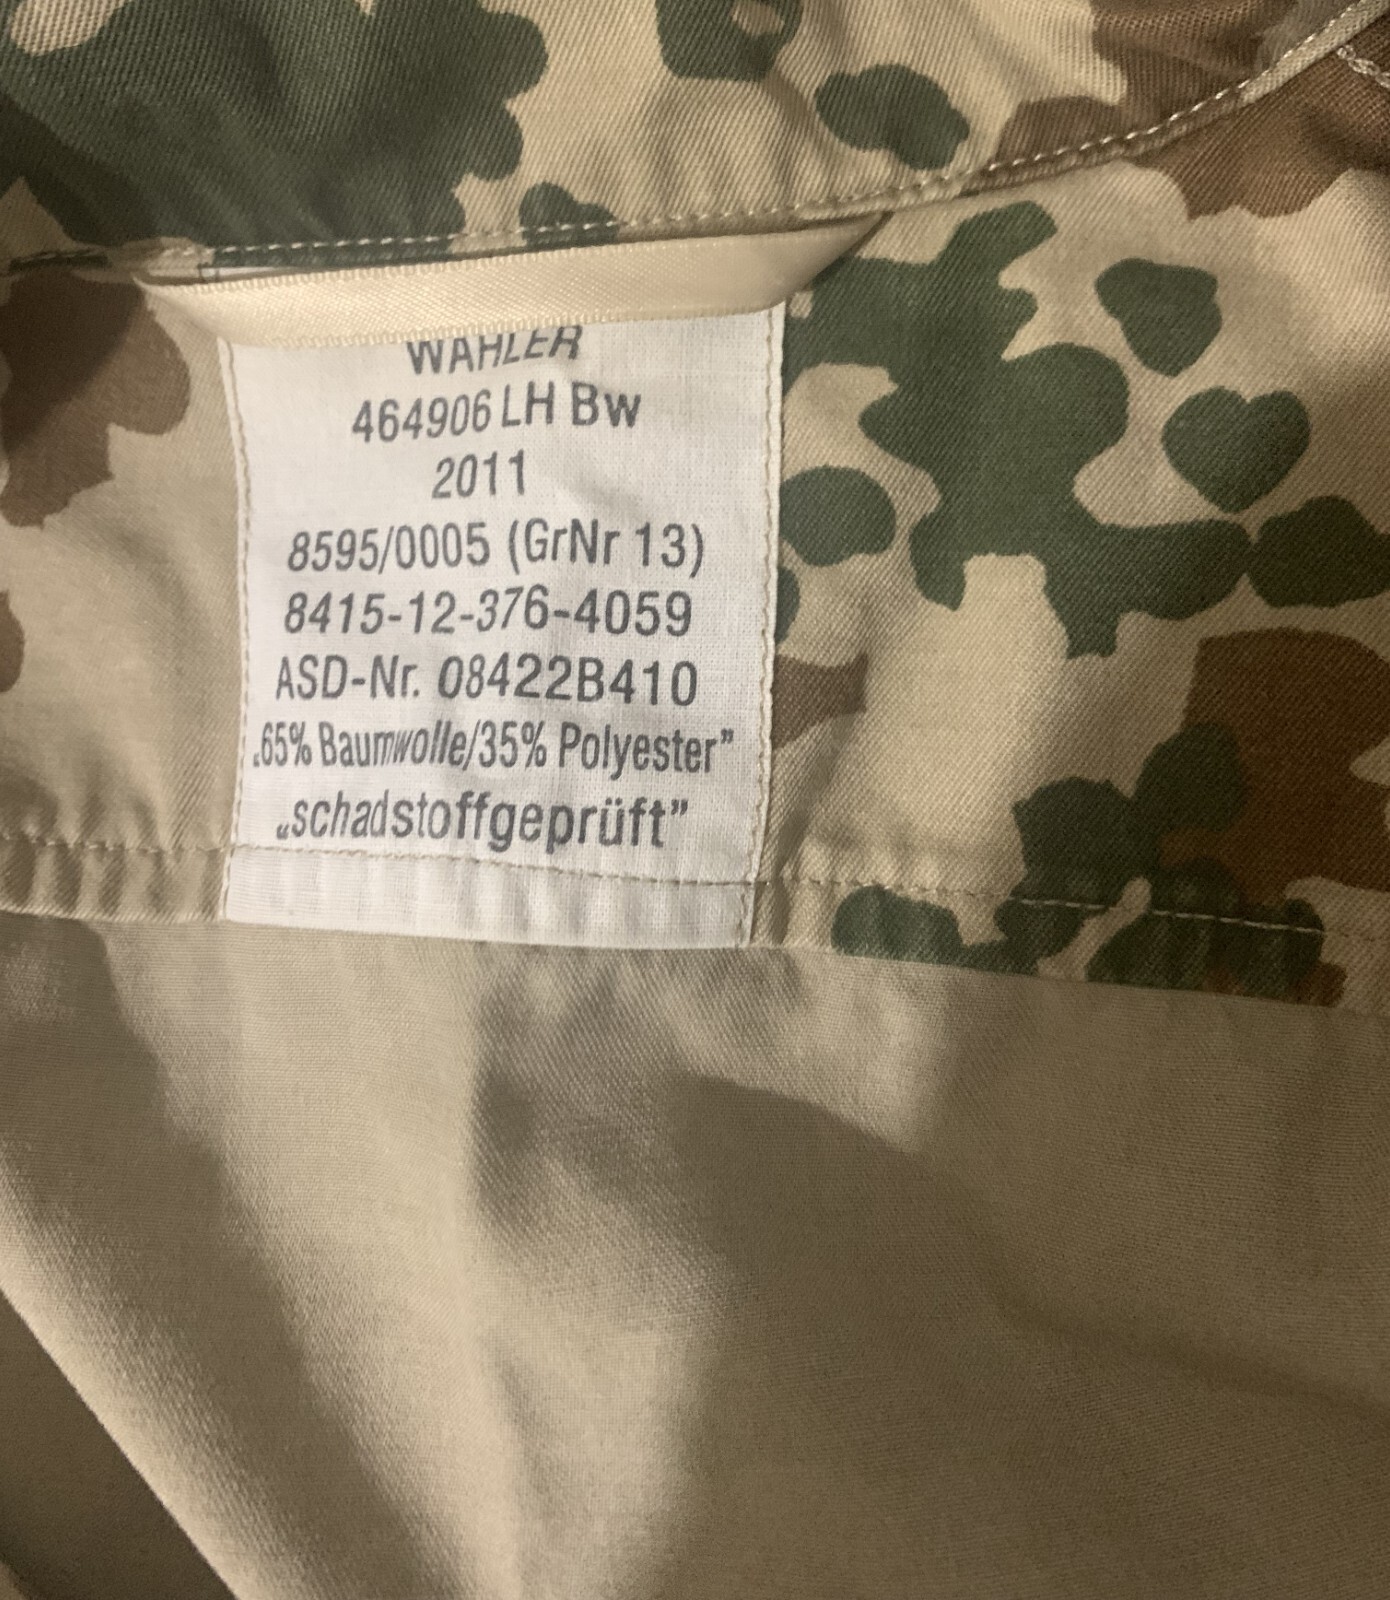 WAHLER
464906 LH Bw
2011
8595/0005 (GrNr 13)
8415-12-376-4059
ASD-Nr. 08422B410
„65% Baumwolle/35% Polyester”
„schadstoffgeprüft”